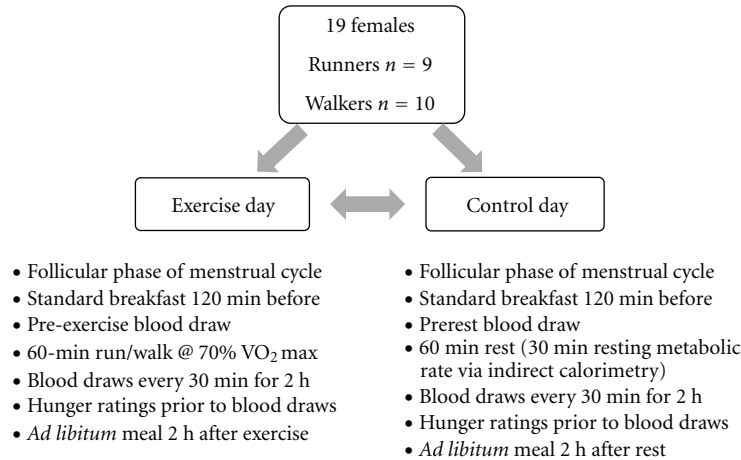 19 females
Runners n = 9
Walkers n = 10
Exercise day
Control day
• Follicular phase of menstrual cycle
• Standard breakfast 120 min before
• Pre-exercise blood draw
• 60-min run/walk @ 70% VO₂ max
• Blood draws every 30 min for 2 h
• Hunger ratings prior to blood draws
• Ad libitum meal 2 h after exercise
• Follicular phase of menstrual cycle
• Standard breakfast 120 min before
• Prerest blood draw
• 60 min rest (30 min resting metabolic
rate via indirect calorimetry)
• Blood draws every 30 min for 2 h
• Hunger ratings prior to blood draws
• Ad libitum meal 2 h after rest